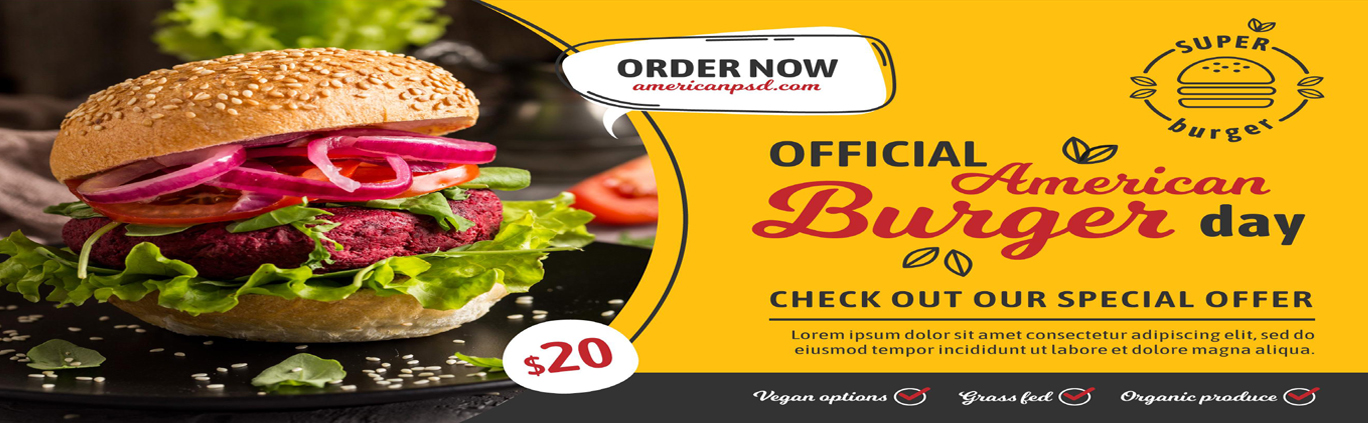 ORDER NOW
americanpsd.com
SUPER
burger
OFFICIAL
American
Burger day
CHECK OUT OUR SPECIAL OFFER
Lorem ipsum dolor sit amet consectetur adipiscing elit, sed do
eiusmod tempor incididunt ut labore et dolore magna aliqua.
$20
Vegan options Grass fed Organic produce